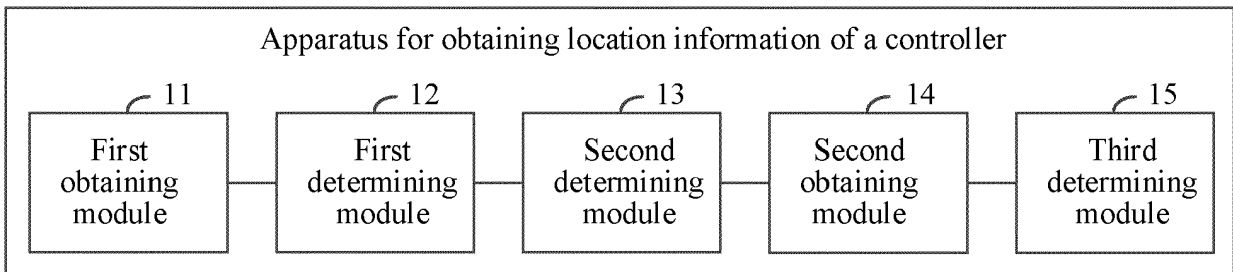 Apparatus for obtaining location information of a controller
11
12
13
14
15
First
obtaining
module
First
determining
module
Second
determining
module
Second
obtaining
module
Third
determining
module